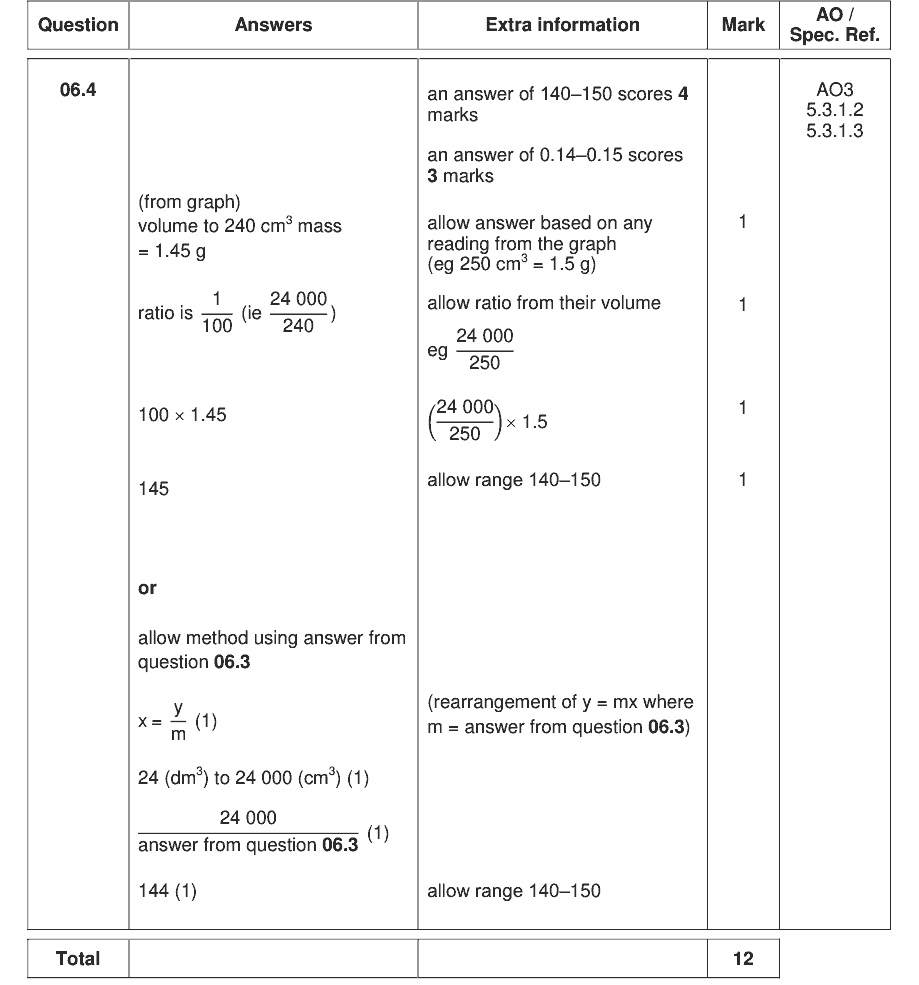 Question Answers Extra information Mark AO /
Spec. Ref.
06.4
an answer of 140–150 scores 4
marks
an answer of 0.14–0.15 scores
3 marks
AO3
5.3.1.2
5.3.1.3
(from graph)
volume to 240 cm³ mass
= 1.45 g
allow answer based on any
reading from the graph
(eg 250 cm³ = 1.5 g)
1
ratio is 1/100 (ie 24 000/240)
allow ratio from their volume
eg 24 000/250
1
100 × 1.45
(24 000/250) × 1.5
1
145
allow range 140–150
1
or
allow method using answer from
question 06.3
x = y/m (1)
(rearrangement of y = mx where
m = answer from question 06.3)
24 (dm³) to 24 000 (cm³) (1)
24 000
answer from question 06.3 (1)
144 (1)
allow range 140–150
Total 12